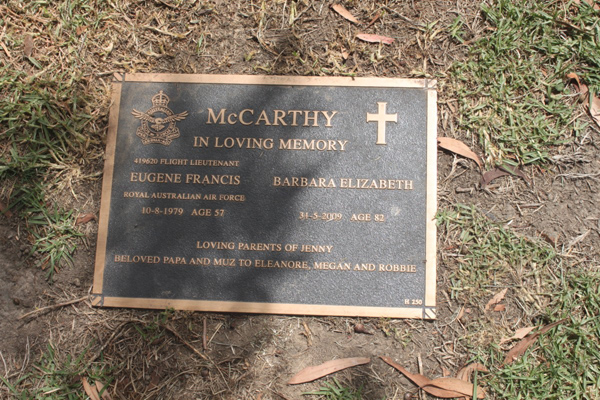 McCARTHY
IN LOVING MEMORY
419620 FLIGHT LIEUTENANT
EUGENE FRANCIS
ROYAL AUSTRALIAN AIR FORCE
10-8-1979 AGE 57
BARBARA ELIZABETH
31-5-2009 AGE 82
LOVING PARENTS OF JENNY
BELOVED PAPA AND MUZ TO ELEANORE, MEGAN AND ROBBIE
H 250